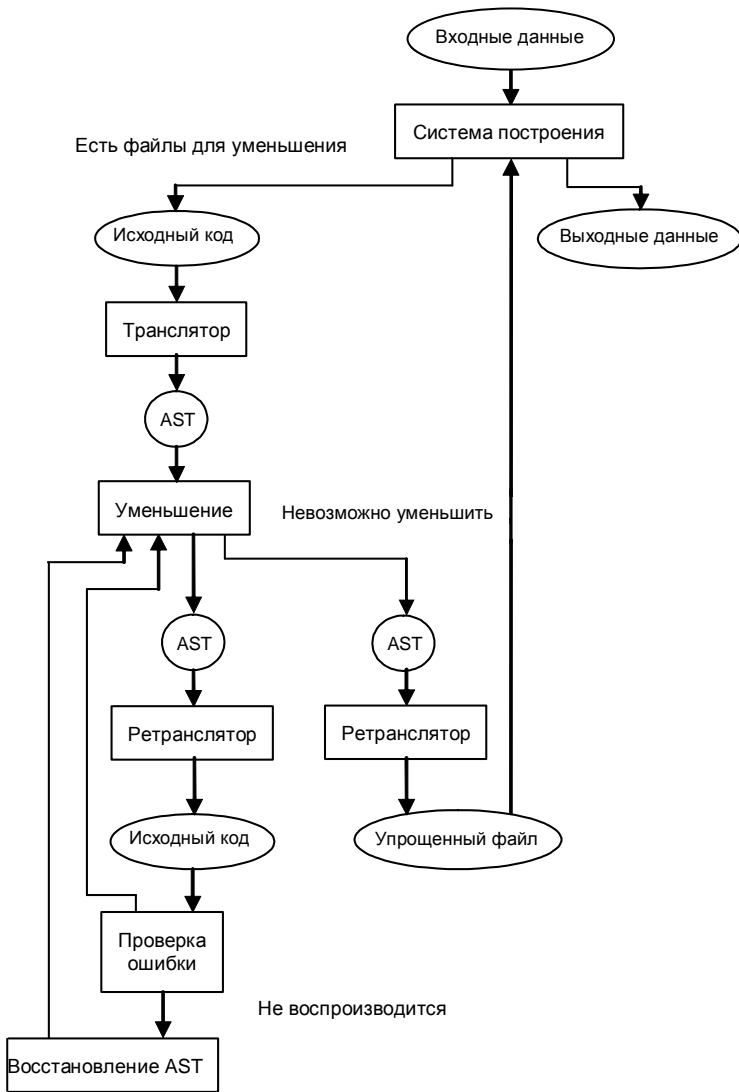 Входные данные
Система построения
Есть файлы для уменьшения
Исходный код
Выходные данные
Транслятор
AST
Уменьшение
Невозможно уменьшить
AST
AST
Ретранслятор
Ретранслятор
Исходный код
Упрощенный файл
Проверка
ошибки
Не воспроизводится
Восстановление AST